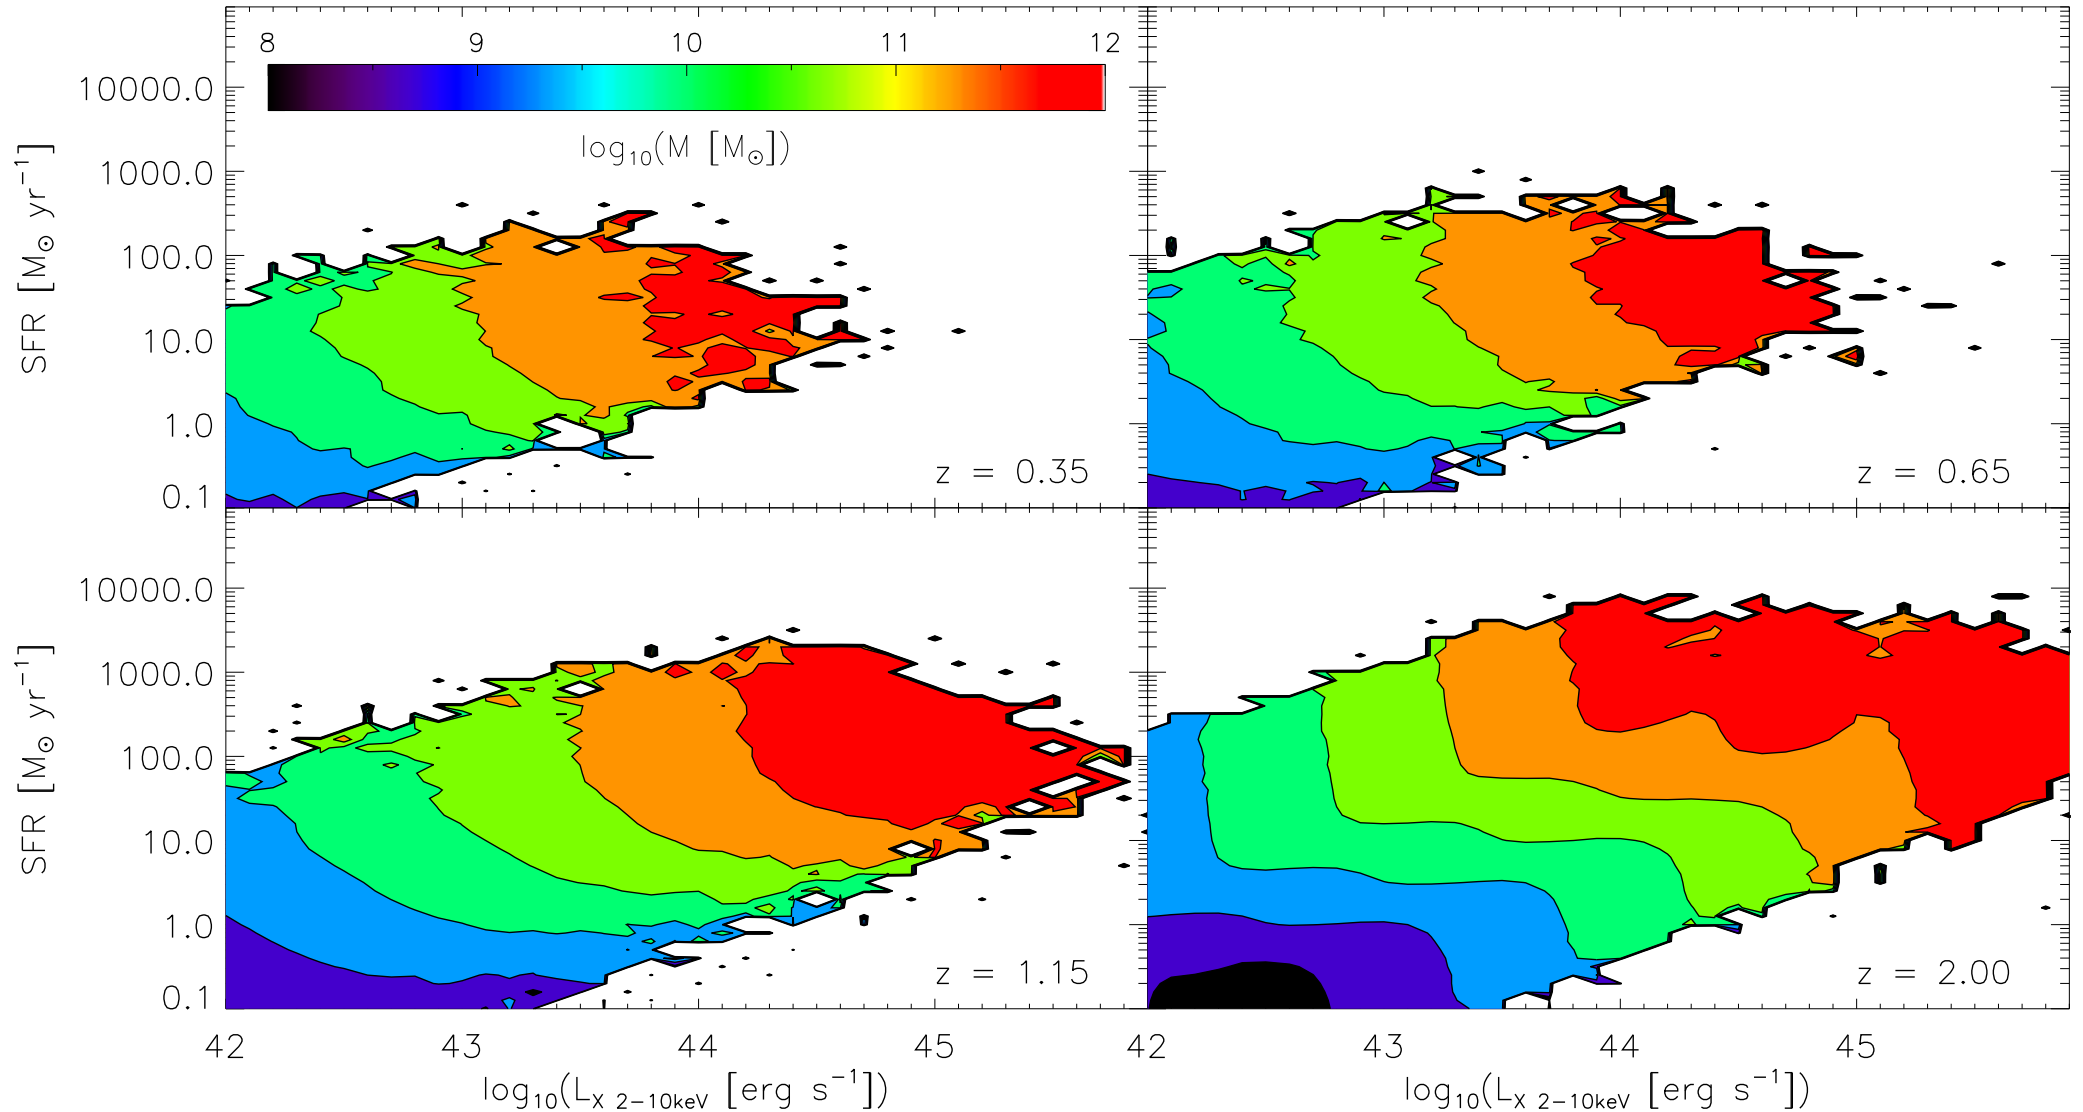 8 9 10 11 12
log₁₀(M [M⊙])
SFR [M⊙ yr⁻¹]
10000.0
1000.0
100.0
10.0
1.0
0.1
z = 0.35
z = 0.65
SFR [M⊙ yr⁻¹]
10000.0
1000.0
100.0
10.0
1.0
0.1
z = 1.15
z = 2.00
42 43 44 45
42 43 44 45
log₁₀(L_X 2−10keV [erg s⁻¹])
log₁₀(L_X 2−10keV [erg s⁻¹])